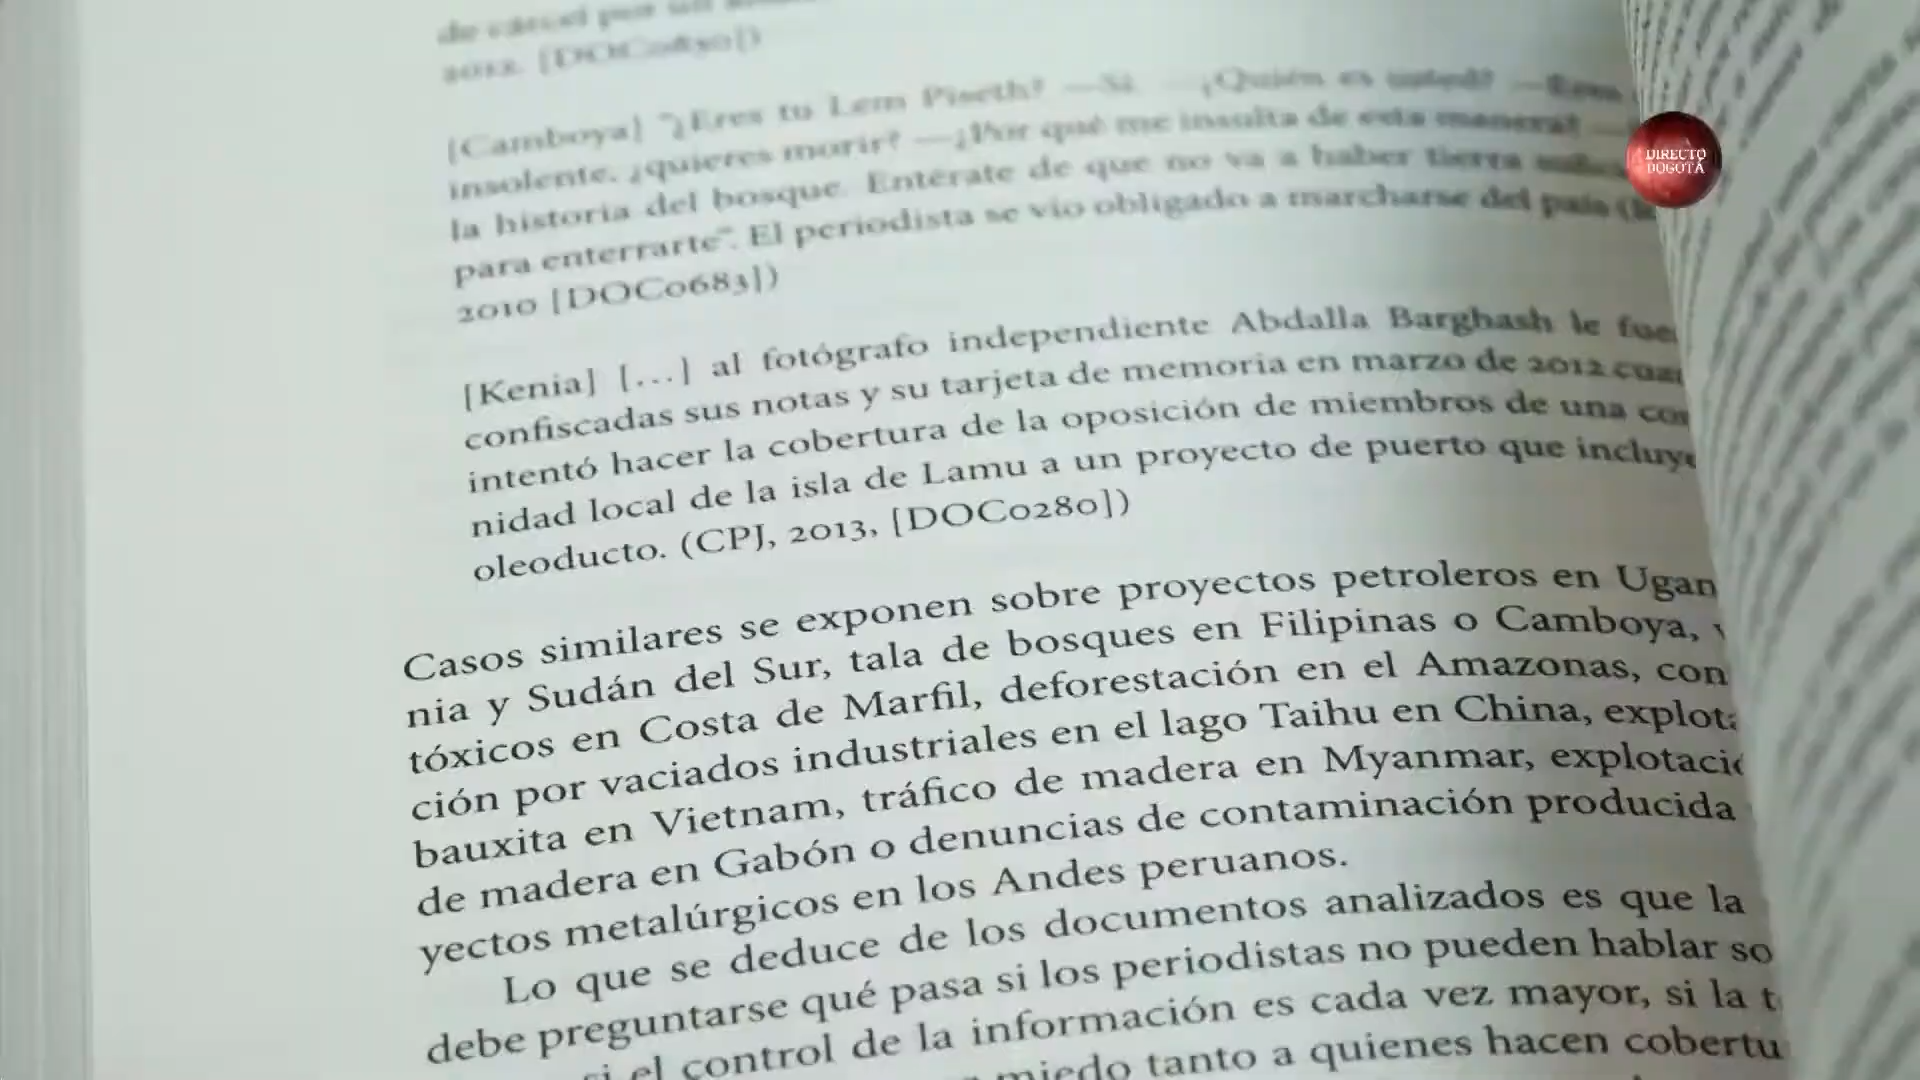 de cárcel por un
2012, [DOC0830])
[Camboya] "¿Eres tu Lem Piseth? —Sí. —¿Quién es usted? —Eres
insolente, ¿quieres morir? —¿Por qué me insulta de esta manera? —
la historia del bosque. Entérate de que no va a haber tierra
para enterrarte". El periodista se vio obligado a marcharse del país
2010 [DOC0683])
[Kenia] [...] al fotógrafo independiente Abdalla Barghash le fue
confiscadas sus notas y su tarjeta de memoria en marzo de 2012 cuan
intentó hacer la cobertura de la oposición de miembros de una co
nidad local de la isla de Lamu a un proyecto de puerto que incluye
oleoducto. (CPJ, 2013, [DOC0280])
Casos similares se exponen sobre proyectos petroleros en Ugan
nia y Sudán del Sur, tala de bosques en Filipinas o Camboya, v
tóxicos en Costa de Marfil, deforestación en el Amazonas, con
ción por vaciados industriales en el lago Taihu en China, explota
bauxita en Vietnam, tráfico de madera en Myanmar, explotació
de madera en Gabón o denuncias de contaminación producida
yectos metalúrgicos en los Andes peruanos.
Lo que se deduce de los documentos analizados es que la
debe preguntarse qué pasa si los periodistas no pueden hablar so
si el control de la información es cada vez mayor, si la t
miedo tanto a quienes hacen cobertu
DIRECTO
BOGOTÁ